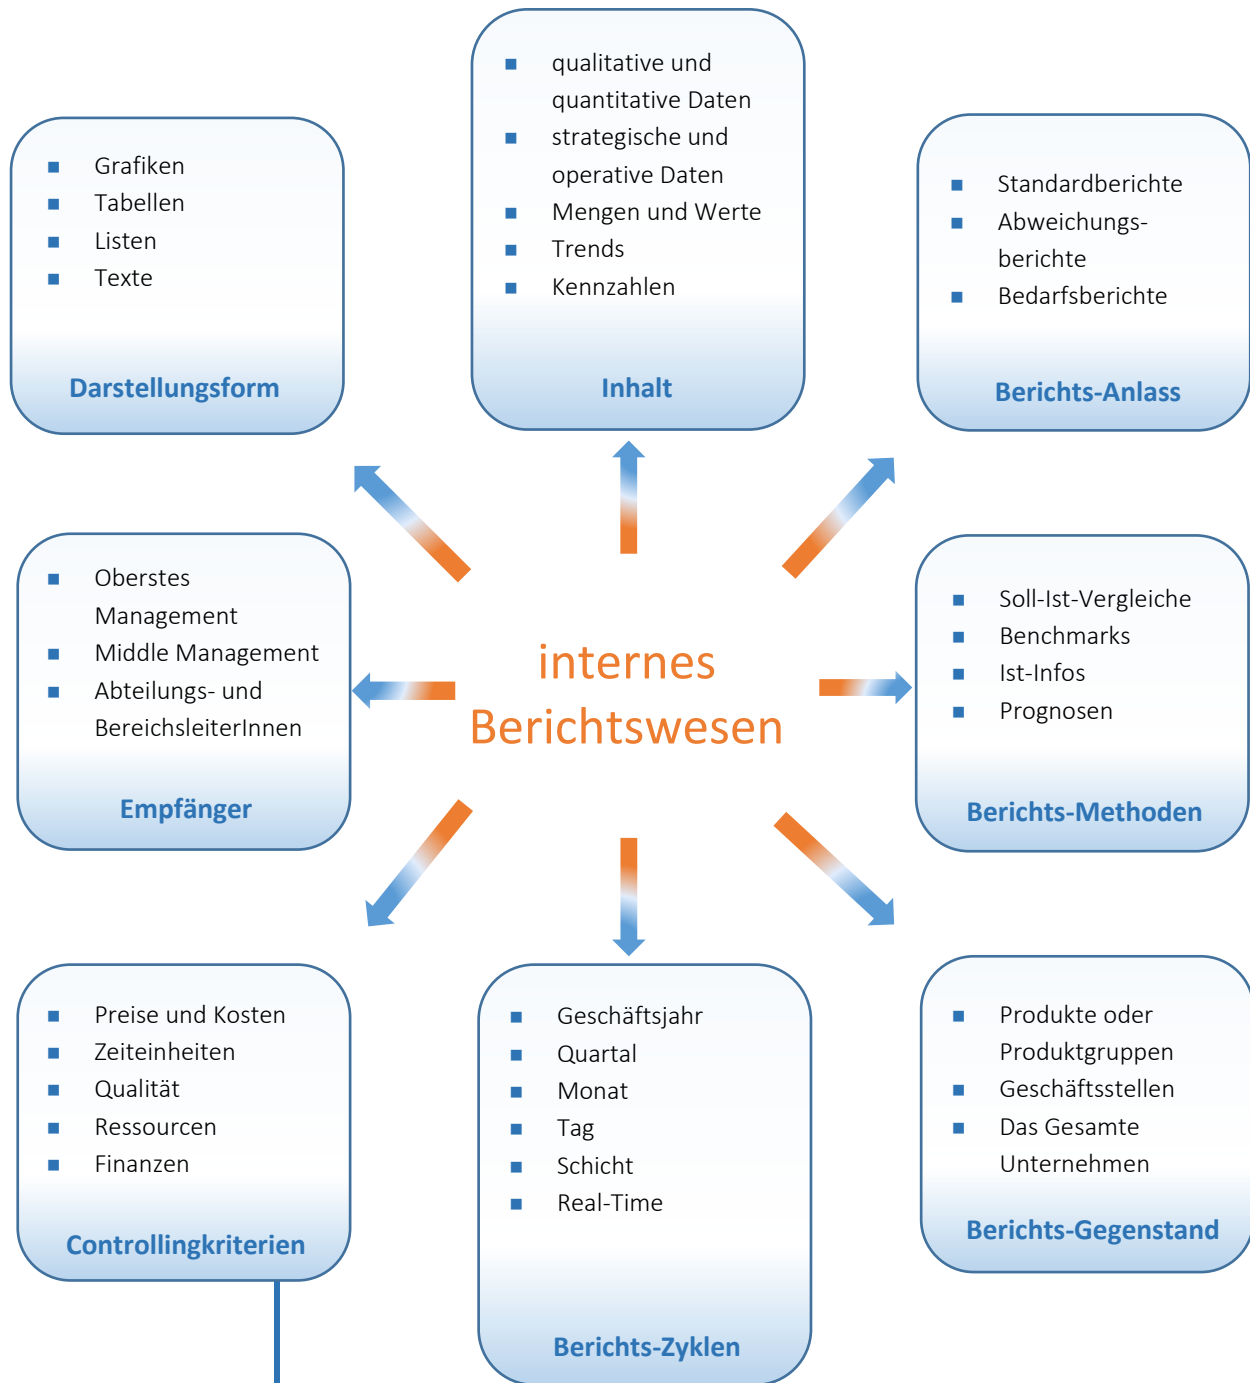 Grafiken
Tabellen
Listen
Texte
Darstellungsform
qualitative und
quantitative Daten
strategische und
operative Daten
Mengen und Werte
Trends
Kennzahlen
Inhalt
Standardberichte
Abweichungs-
berichte
Bedarfsberichte
Berichts-Anlass
Oberstes
Management
Middle Management
Abteilungs- und
BereichsleiterInnen
Empfänger
internes
Berichtswesen
Soll-Ist-Vergleiche
Benchmarks
Ist-Infos
Prognosen
Berichts-Methoden
Preise und Kosten
Zeiteinheiten
Qualität
Ressourcen
Finanzen
Controllingkriterien
Geschäftsjahr
Quartal
Monat
Tag
Schicht
Real-Time
Berichts-Zyklen
Produkte oder
Produktgruppen
Geschäftsstellen
Das Gesamte
Unternehmen
Berichts-Gegenstand